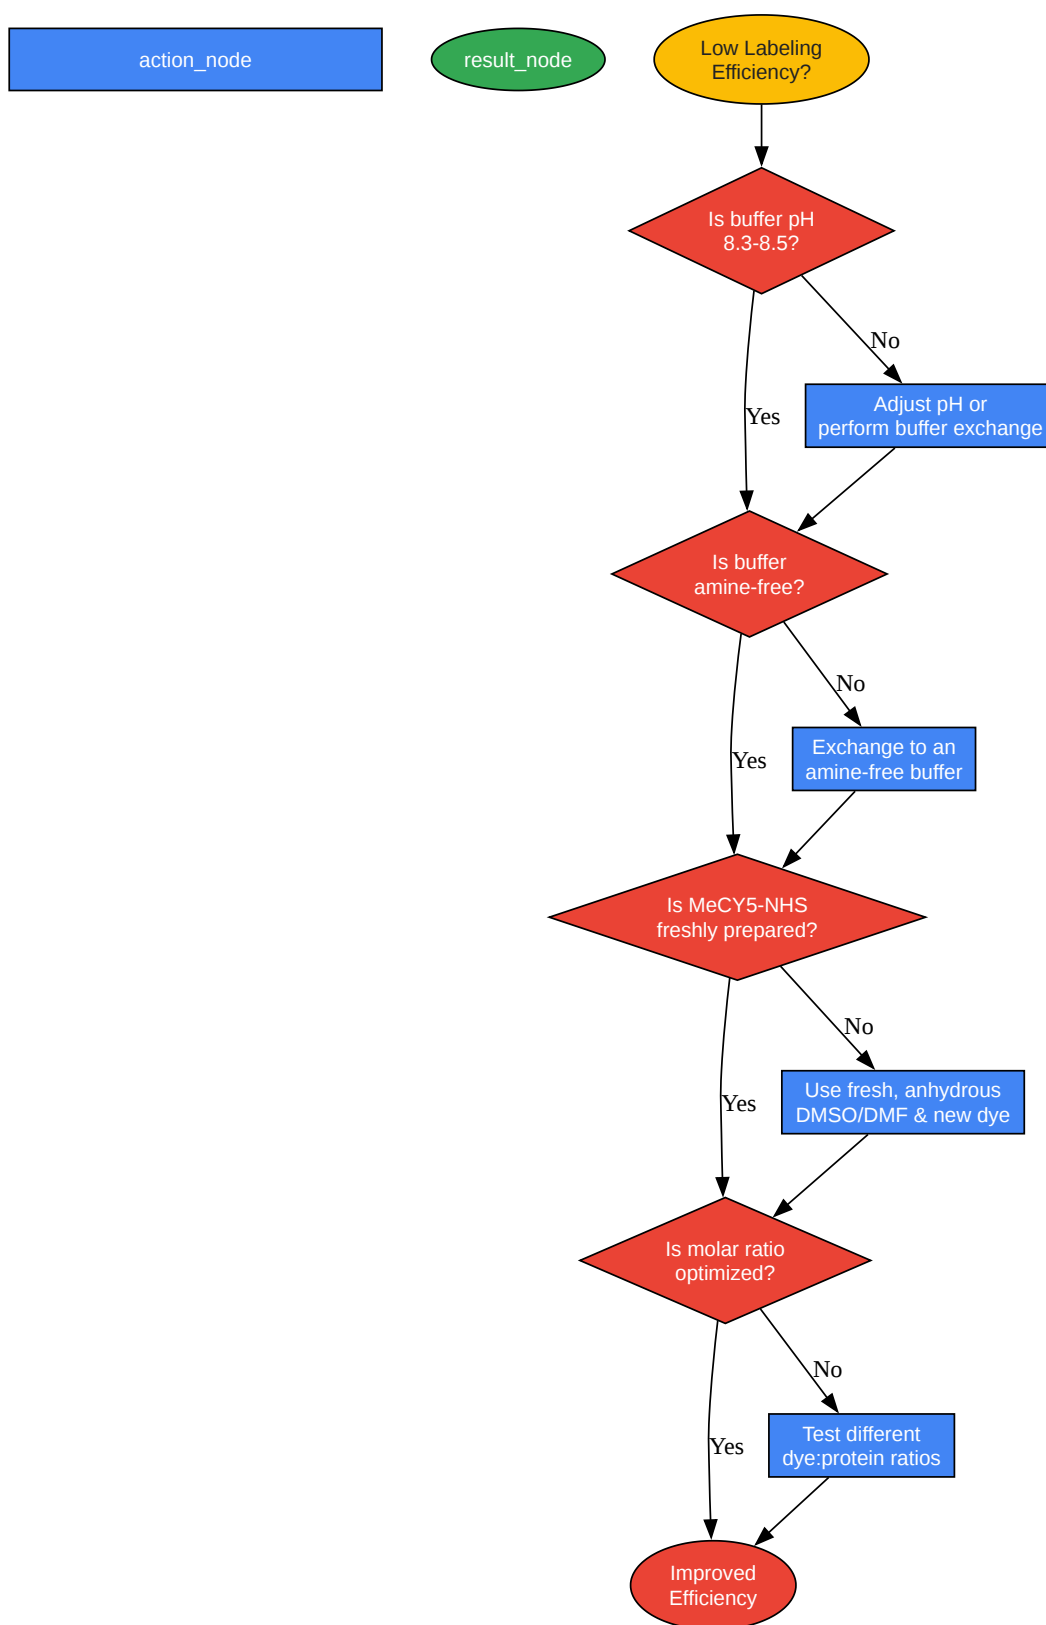 action_node
result_node
Low Labeling
Efficiency?
Is buffer pH
8.3-8.5?
No
Adjust pH or
perform buffer exchange
Yes
Is buffer
amine-free?
No
Exchange to an
amine-free buffer
Yes
Is MeCY5-NHS
freshly prepared?
No
Use fresh, anhydrous
DMSO/DMF & new dye
Yes
Is molar ratio
optimized?
No
Test different
dye:protein ratios
Yes
Improved
Efficiency